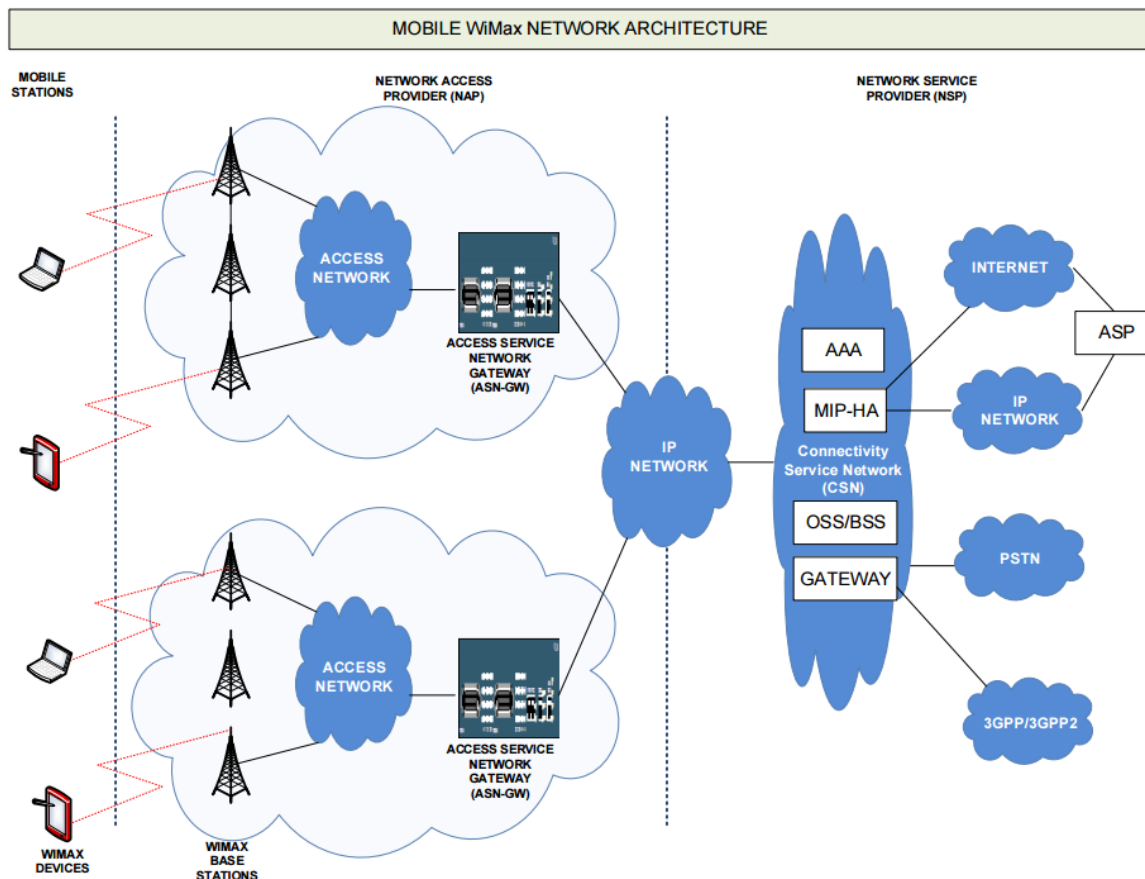 MOBILE WiMax NETWORK ARCHITECTURE
MOBILE
STATIONS
NETWORK ACCESS
PROVIDER (NAP)
NETWORK SERVICE
PROVIDER (NSP)
ACCESS
NETWORK
ACCESS SERVICE
NETWORK
GATEWAY
(ASN-GW)
INTERNET
ASP
AAA
MIP-HA
IP
NETWORK
IP
NETWORK
Connectivity
Service Network
(CSN)
OSS/BSS
GATEWAY
PSTN
ACCESS
NETWORK
3GPP/3GPP2
ACCESS SERVICE
NETWORK
GATEWAY
(ASN-GW)
WIMAX
DEVICES
WIMAX
BASE
STATIONS